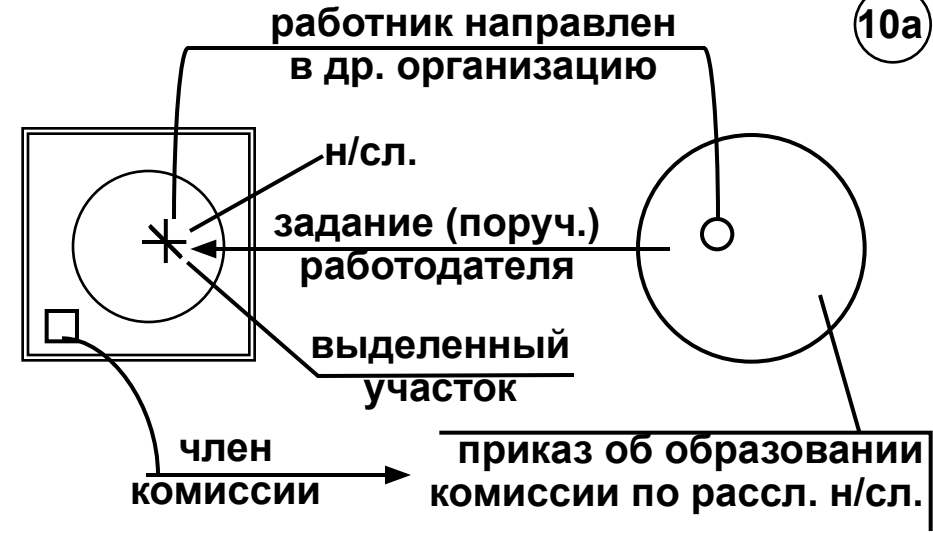 работник направлен
в др. организацию
10а
н/сл.
задание (поруч.)
работодателя
выделенный
участок
член
комиссии
приказ об образовании
комиссии по рассл. н/сл.